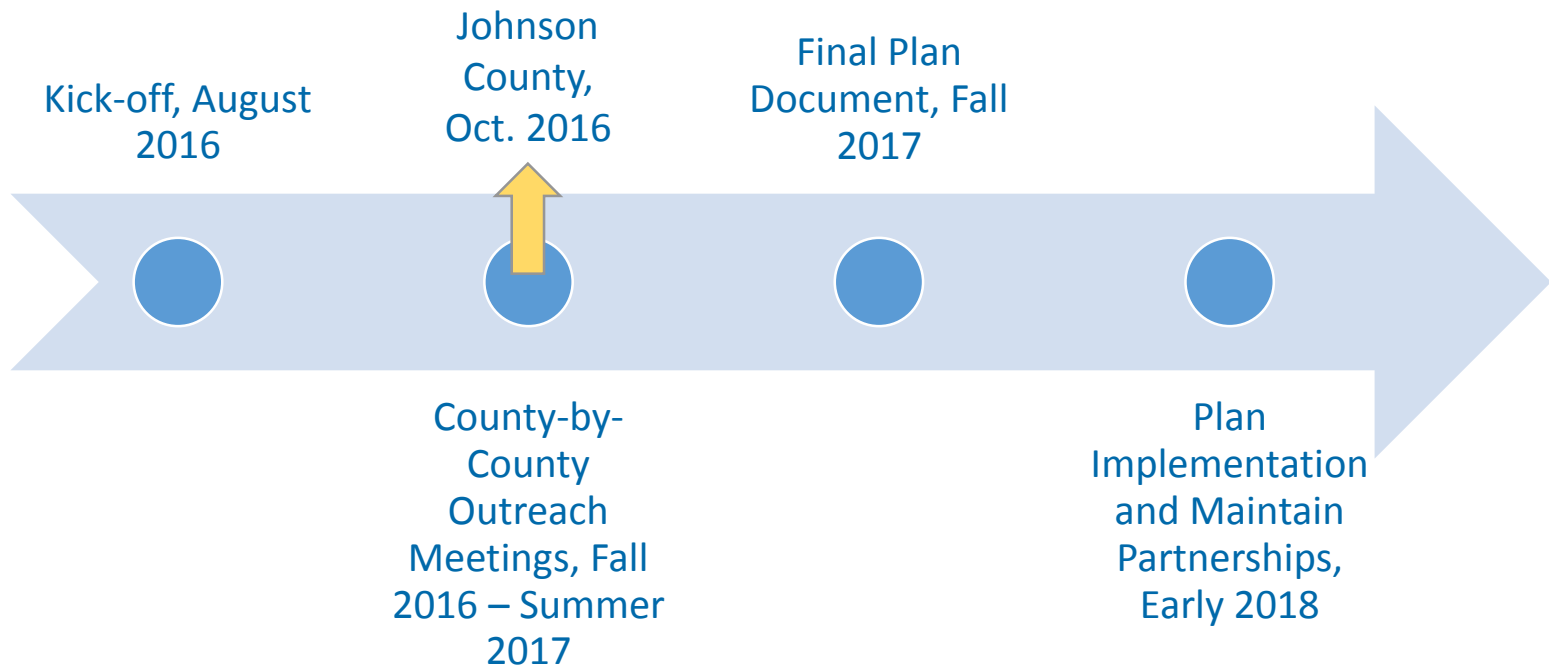 Kick-off, August
2016
Johnson
County,
Oct. 2016
County-by-
County
Outreach
Meetings, Fall
2016 – Summer
2017
Final Plan
Document, Fall
2017
Plan
Implementation
and Maintain
Partnerships,
Early 2018